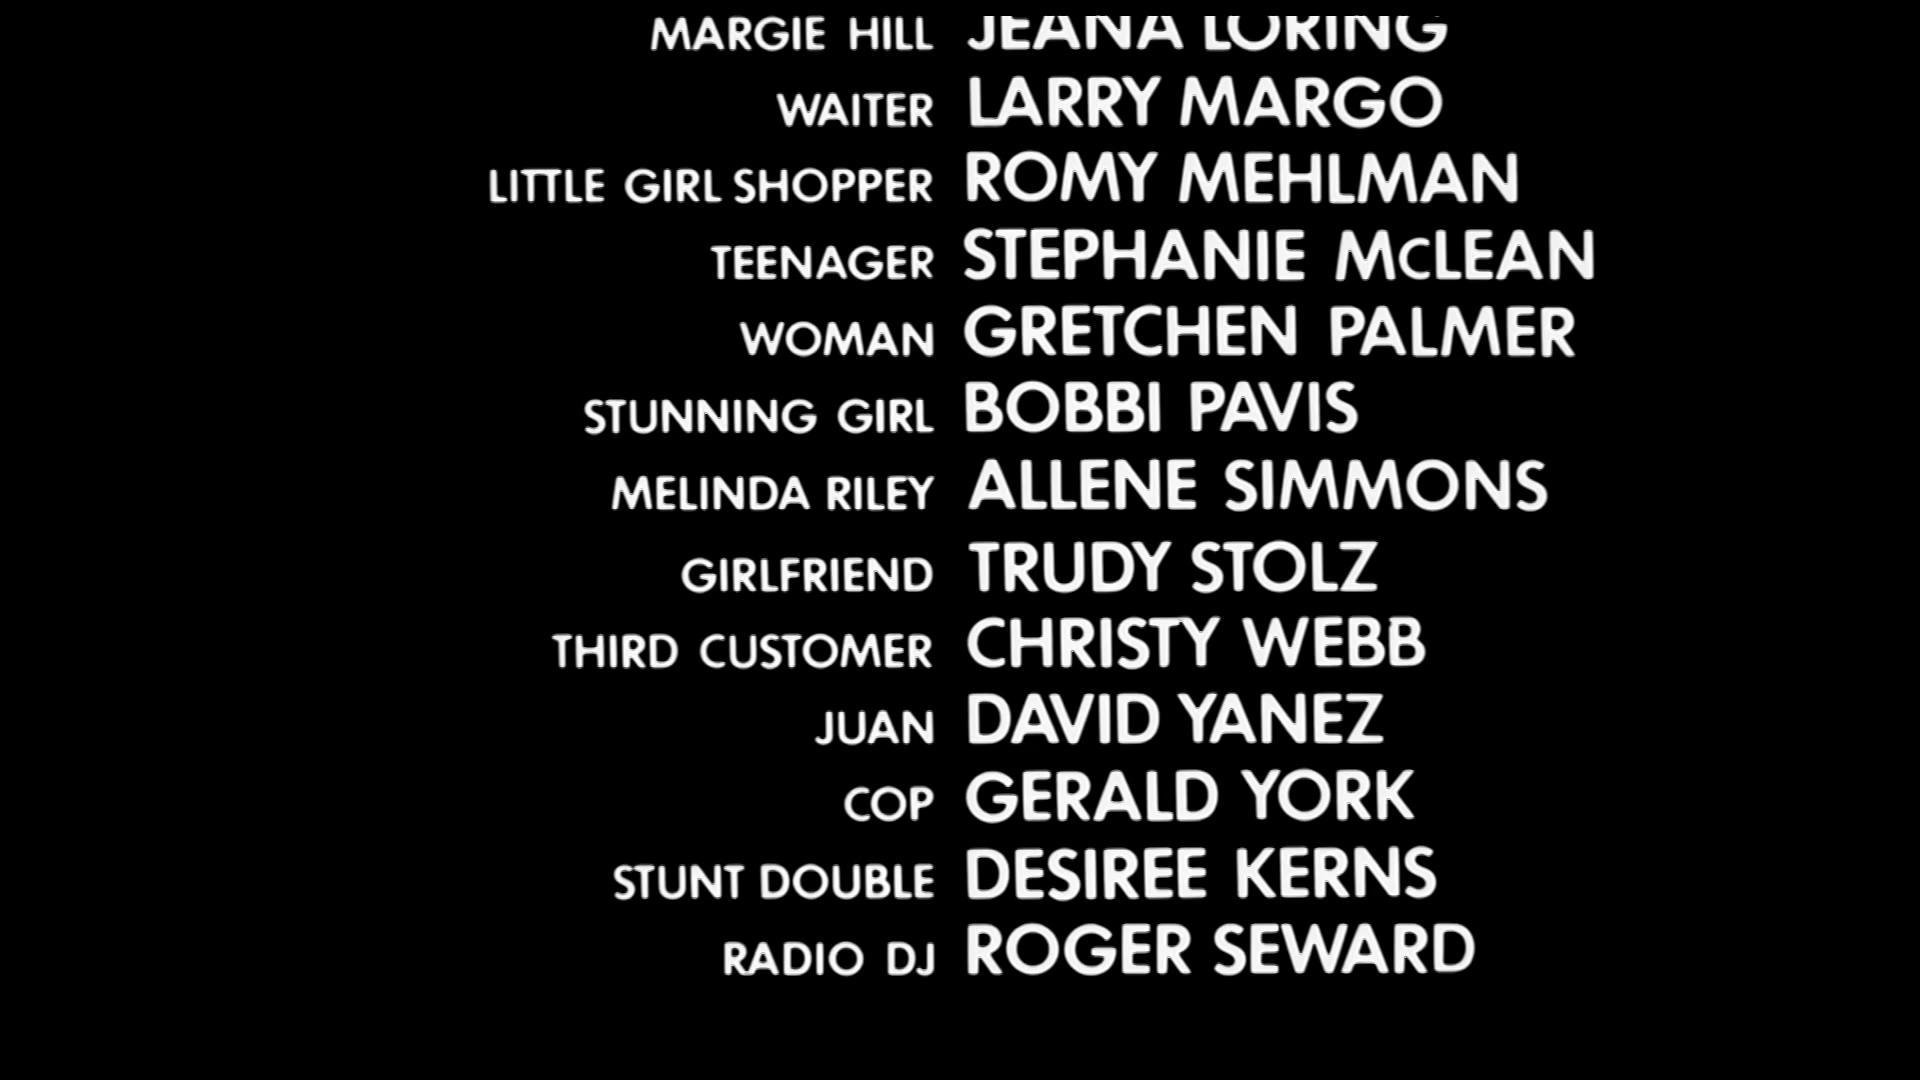 MARGIE HILL JEANA LORING
WAITER LARRY MARGO
LITTLE GIRL SHOPPER ROMY MEHLMAN
TEENAGER STEPHANIE McLEAN
WOMAN GRETCHEN PALMER
STUNNING GIRL BOBBI PAVIS
MELINDA RILEY ALLENE SIMMONS
GIRLFRIEND TRUDY STOLZ
THIRD CUSTOMER CHRISTY WEBB
JUAN DAVID YANEZ
COP GERALD YORK
STUNT DOUBLE DESIREE KERNS
RADIO DJ ROGER SEWARD